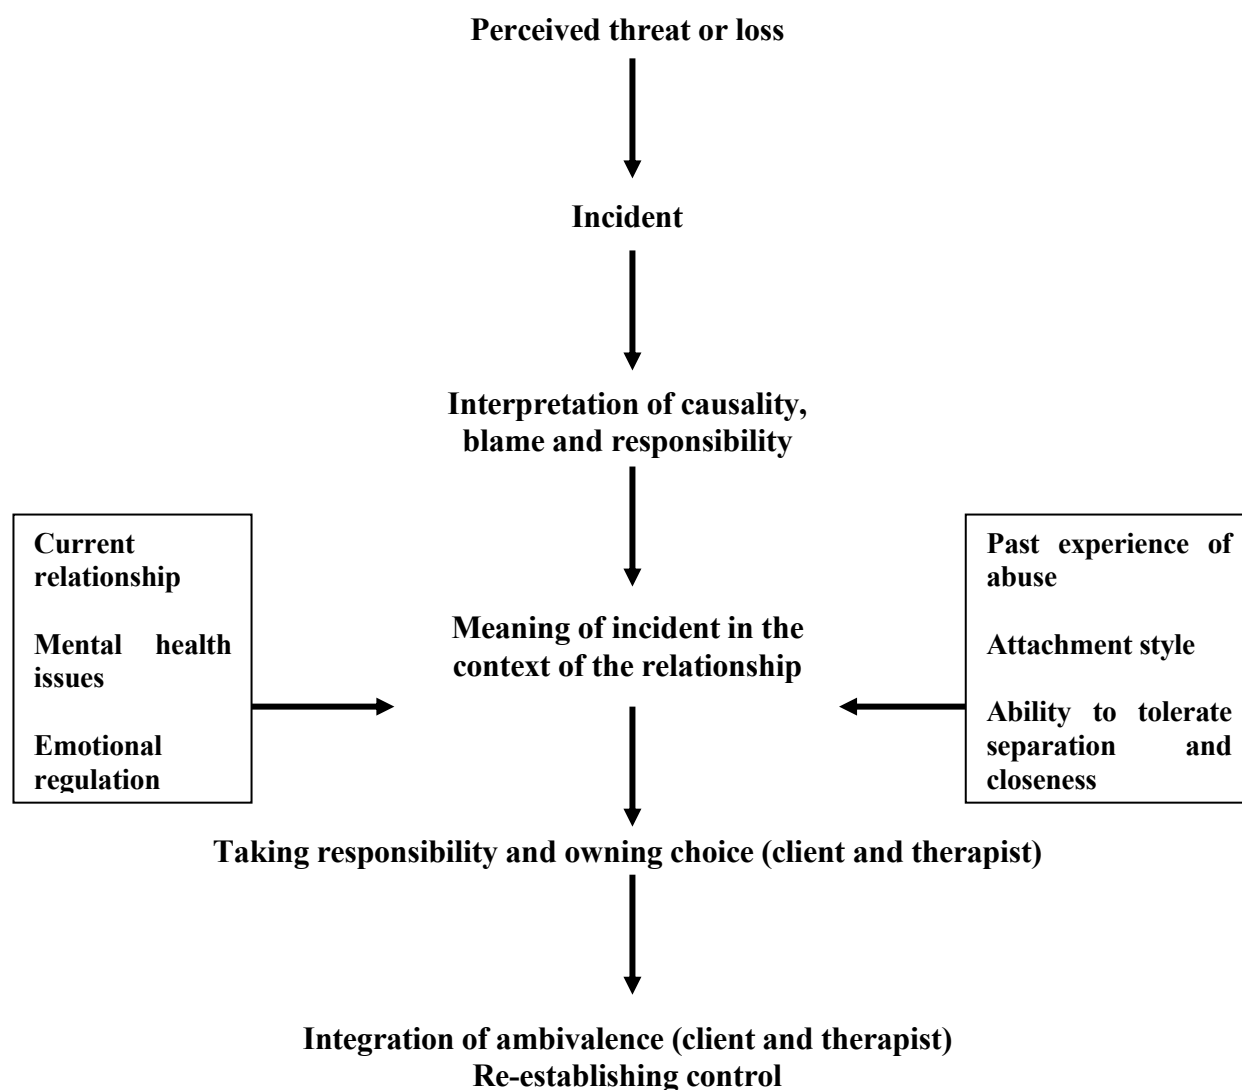 Perceived threat or loss
Incident
Interpretation of causality,
blame and responsibility
Current
relationship
Mental health
issues
Emotional
regulation
Meaning of incident in the
context of the relationship
Past experience of
abuse
Attachment style
Ability to tolerate
separation and
closeness
Taking responsibility and owning choice (client and therapist)
Integration of ambivalence (client and therapist)
Re-establishing control